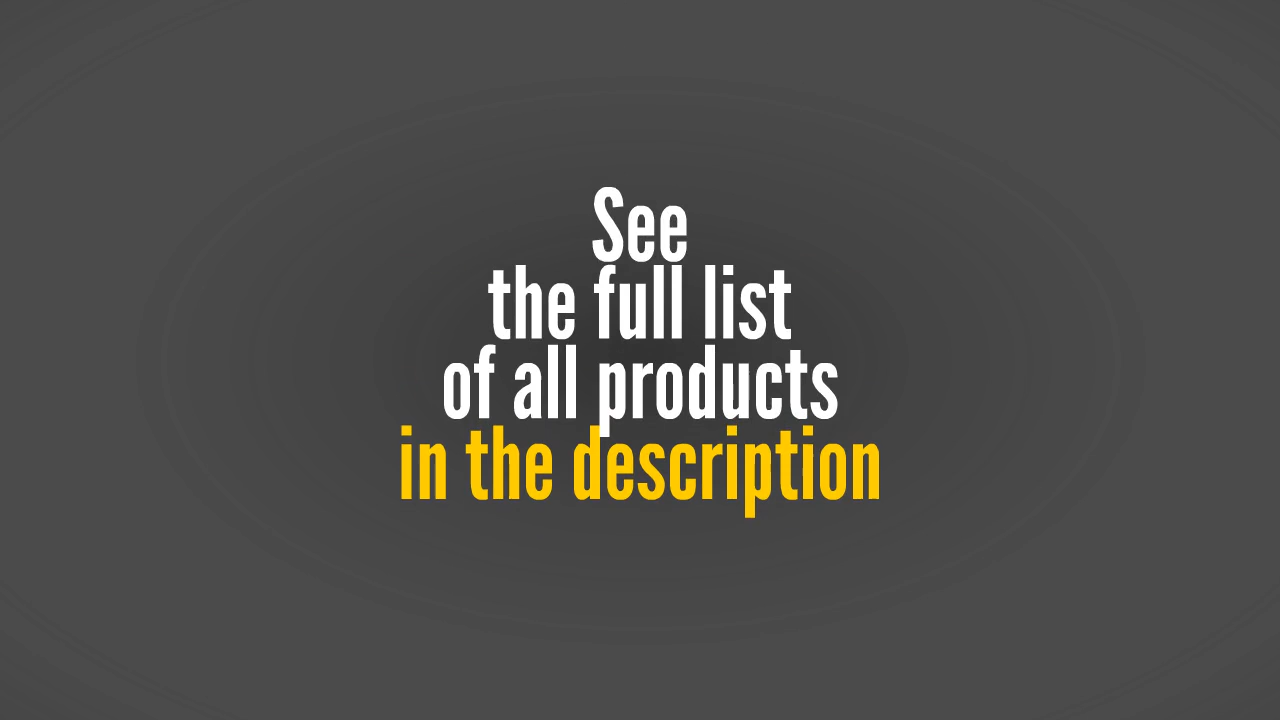 See
the full list
of all products
in the description